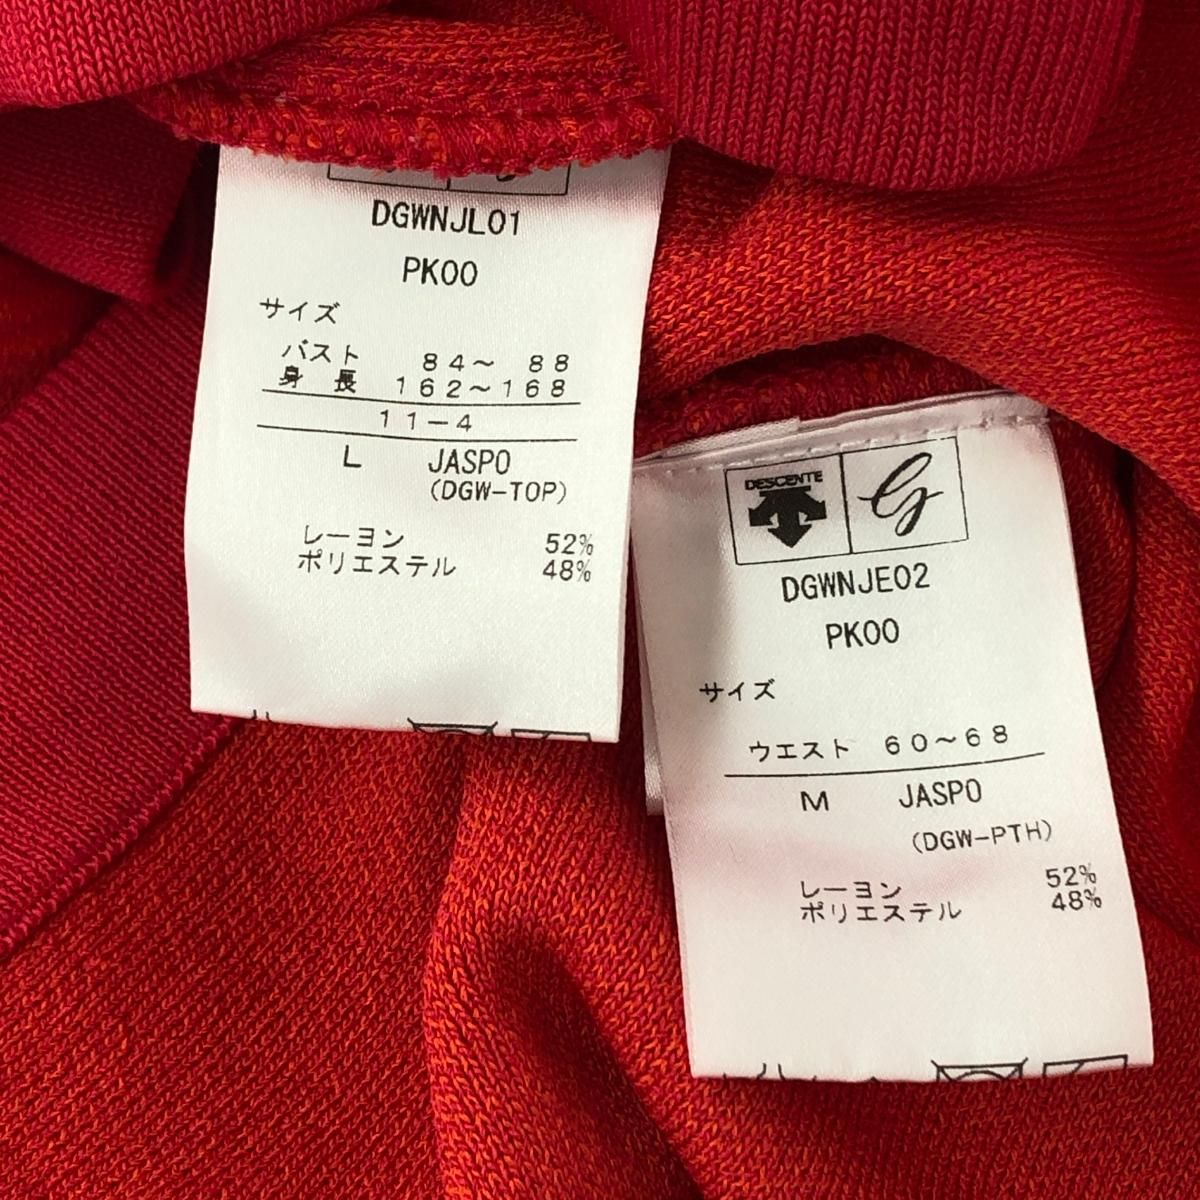 DGWNJL01
PK00
サイズ
バスト 84～ 88
身 長 162～168
11－4
L JASPO
(DGW-TOP)
レーヨン 52%
ポリエステル 48%
DESCENTE G
DGWNJE02
PK00
サイズ
ウエスト 60～68
M JASPO
(DGW-PTH)
レーヨン 52%
ポリエステル 48%